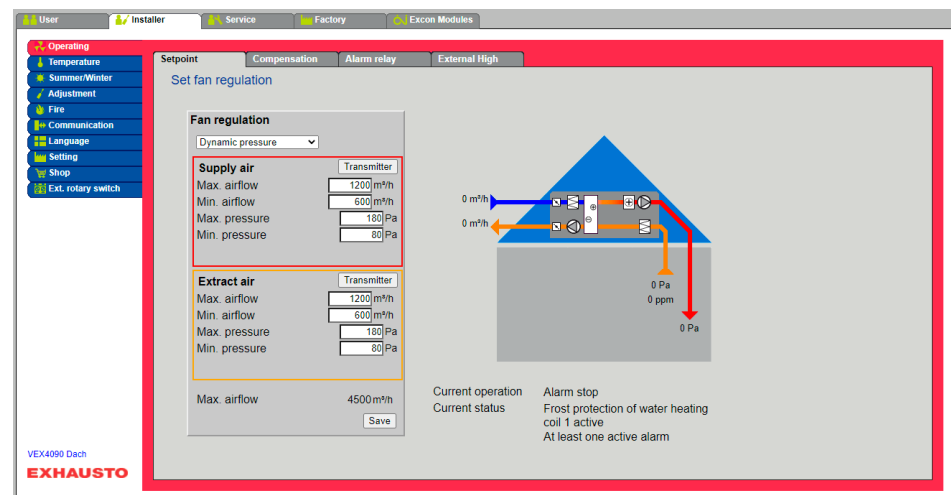 User
Installer
Service
Factory
Excon Modules
Operating
Temperature
Summer/Winter
Adjustment
Fire
Communication
Language
Setting
Shop
Ext. rotary switch
VEX4090 Dach
EXHAUSTO
Setpoint
Compensation
Alarm relay
External High
Set fan regulation
Fan regulation
Dynamic pressure
Supply air Transmitter
Max. airflow 1200 m³/h
Min. airflow 600 m³/h
Max. pressure 180 Pa
Min. pressure 80 Pa
Extract air Transmitter
Max. airflow 1200 m³/h
Min. airflow 600 m³/h
Max. pressure 180 Pa
Min. pressure 80 Pa
Max. airflow 4500 m³/h
Save
0 m³/h
0 m³/h
0 Pa
0 ppm
0 Pa
Current operation Alarm stop
Current status Frost protection of water heating
coil 1 active
At least one active alarm